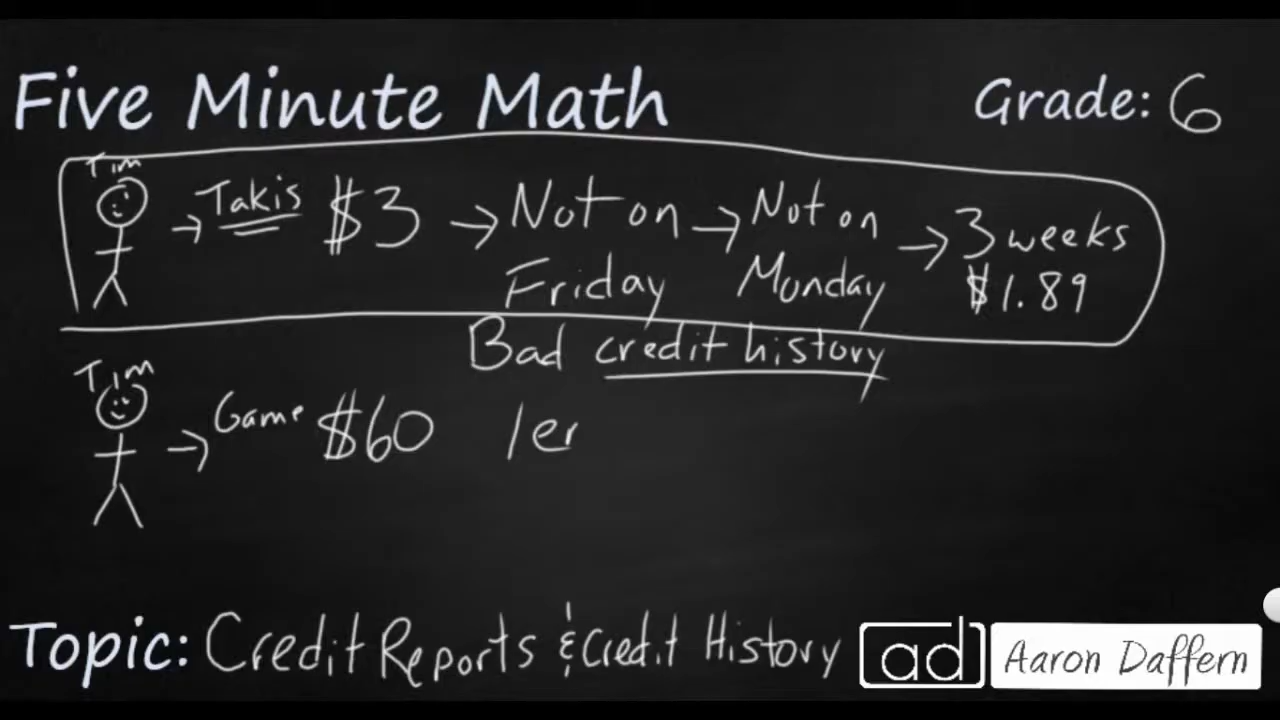 Five Minute Math
Grade: 6
Tim
→ Takis $3 → Not on Friday → Not on Monday → 3 weeks $1.89
Bad credit history
Tim
→ Game $60 ler
Topic: Credit Reports & Credit History
ad Aaron Daffern